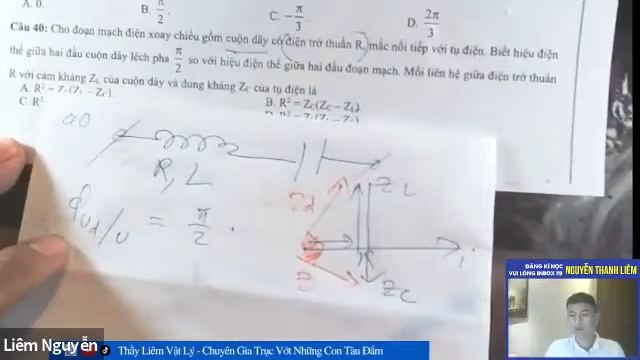 A. 0.
B. π/2.
C. -π/3
D. 2π/3
Câu 40: Cho đoạn mạch điện xoay chiều gồm cuộn dây có điện trở thuần R, mắc nối tiếp với tụ điện. Biết hiệu điện
thế giữa hai đầu cuộn dây lệch pha π/2 so với hiệu điện thế giữa hai đầu đoạn mạch. Mối liên hệ giữa điện trở thuần
R với cảm kháng ZL của cuộn dây và dung kháng ZC của tụ điện là
B. R² = ZC(ZC – ZL).
C. R²
R, L
φud/u = π/2.
Zd
ZL
Z
ZC
i
ĐĂNG KÍ HỌC
VUI LÒNG INBOX FB
NGUYỄN THANH LIÊM
Liêm Nguyễn
Thầy Liêm Vật Lý - Chuyên Gia Trục Vớt Những Con Tàu Đắm